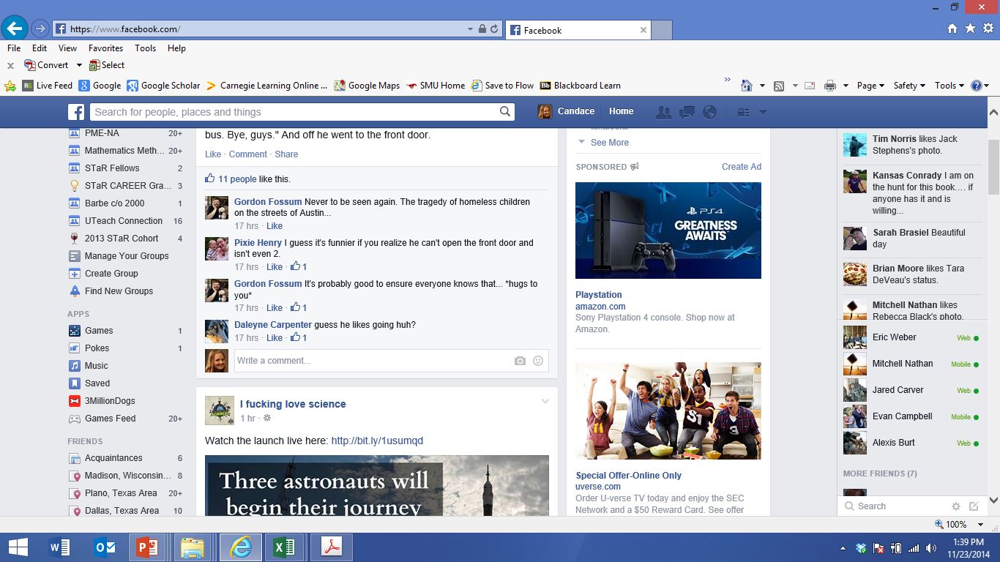 https://www.facebook.com/
Facebook
File Edit View Favorites Tools Help
x Convert Select
Live Feed Google Google Scholar Carnegie Learning Online ... Google Maps SMU Home Save to Flow Blackboard Learn
Page Safety Tools
Search for people, places and things
Candace Home
PME-NA 20+
Mathematics Meth... 20+
STaR Fellows 2
STaR CAREER Gra... 3
Barbe c/o 2000 1
UTeach Connection 16
2013 STaR Cohort 4
Manage Your Groups
Create Group
Find New Groups
APPS
Games 1
Pokes 1
Music
Saved
3MillionDogs
Games Feed 20+
FRIENDS
Acquaintances 6
Madison, Wisconsin... 8
Plano, Texas Area 20+
Dallas, Texas Area 10
bus. Bye, guys." And off he went to the front door.
Like · Comment · Share
11 people like this.
Gordon Fossum Never to be seen again. The tragedy of homeless children
on the streets of Austin...
17 hrs · Like
Pixie Henry I guess it's funnier if you realize he can't open the front door and
isn't even 2.
17 hrs · Like · 1
Gordon Fossum It's probably good to ensure everyone knows that... *hugs to
you*
17 hrs · Like · 1
Daleyne Carpenter guess he likes going huh?
17 hrs · Like · 1
Write a comment...
I fucking love science
1 hr ·
Watch the launch live here: http://bit.ly/1usumqd
Three astronauts will
begin their journey
See More
SPONSORED Create Ad
PS4
GREATNESS
AWAITS
Playstation
amazon.com
Sony Playstation 4 console. Shop now at
Amazon.
Special Offer-Online Only
uverse.com
Order U-verse TV today and enjoy the SEC
Network and a $50 Reward Card. See offer
Tim Norris likes Jack
Stephens's photo.
Kansas Conrady I am on
the hunt for this book.... if
anyone has it and is
willing...
Sarah Brasiel Beautiful
day
Brian Moore likes Tara
DeVeau's status.
Mitchell Nathan likes
Rebecca Black's photo.
Eric Weber Web
Mitchell Nathan Mobile
Jared Carver Web
Evan Campbell Mobile
Alexis Burt Web
MORE FRIENDS (7)
Search
100%
1:39 PM
11/23/2014